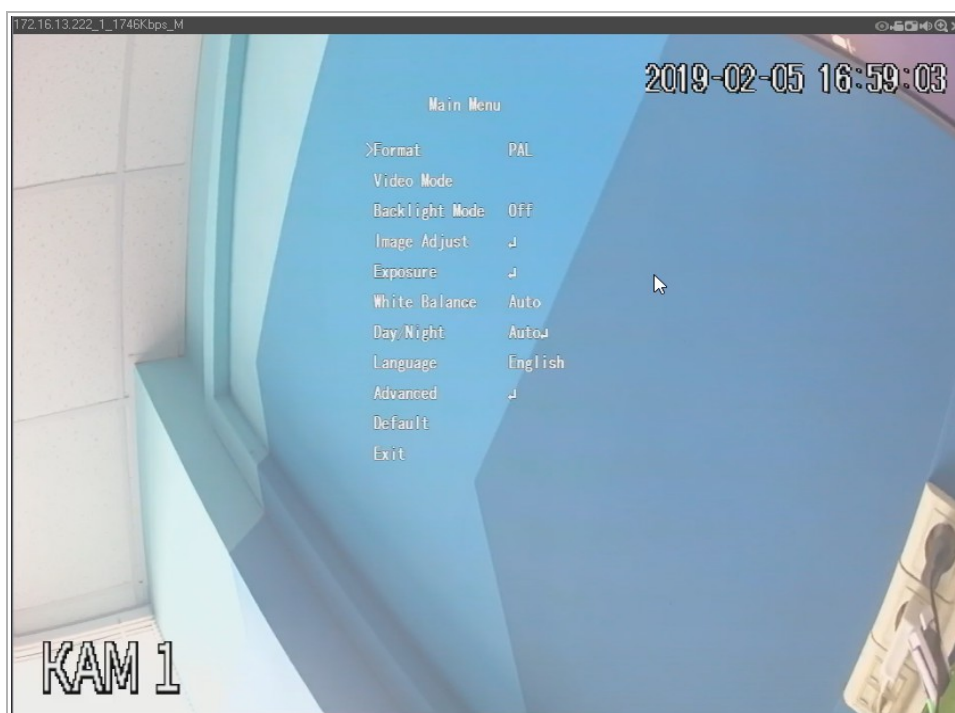 172.16.13.222_1_1746Kbps_M
2019-02-05 16:59:03
Main Menu
>Format PAL
Video Mode
Backlight Mode Off
Image Adjust ↲
Exposure ↲
White Balance Auto
Day/Night Auto↲
Language English
Advanced ↲
Default
Exit
KAM 1